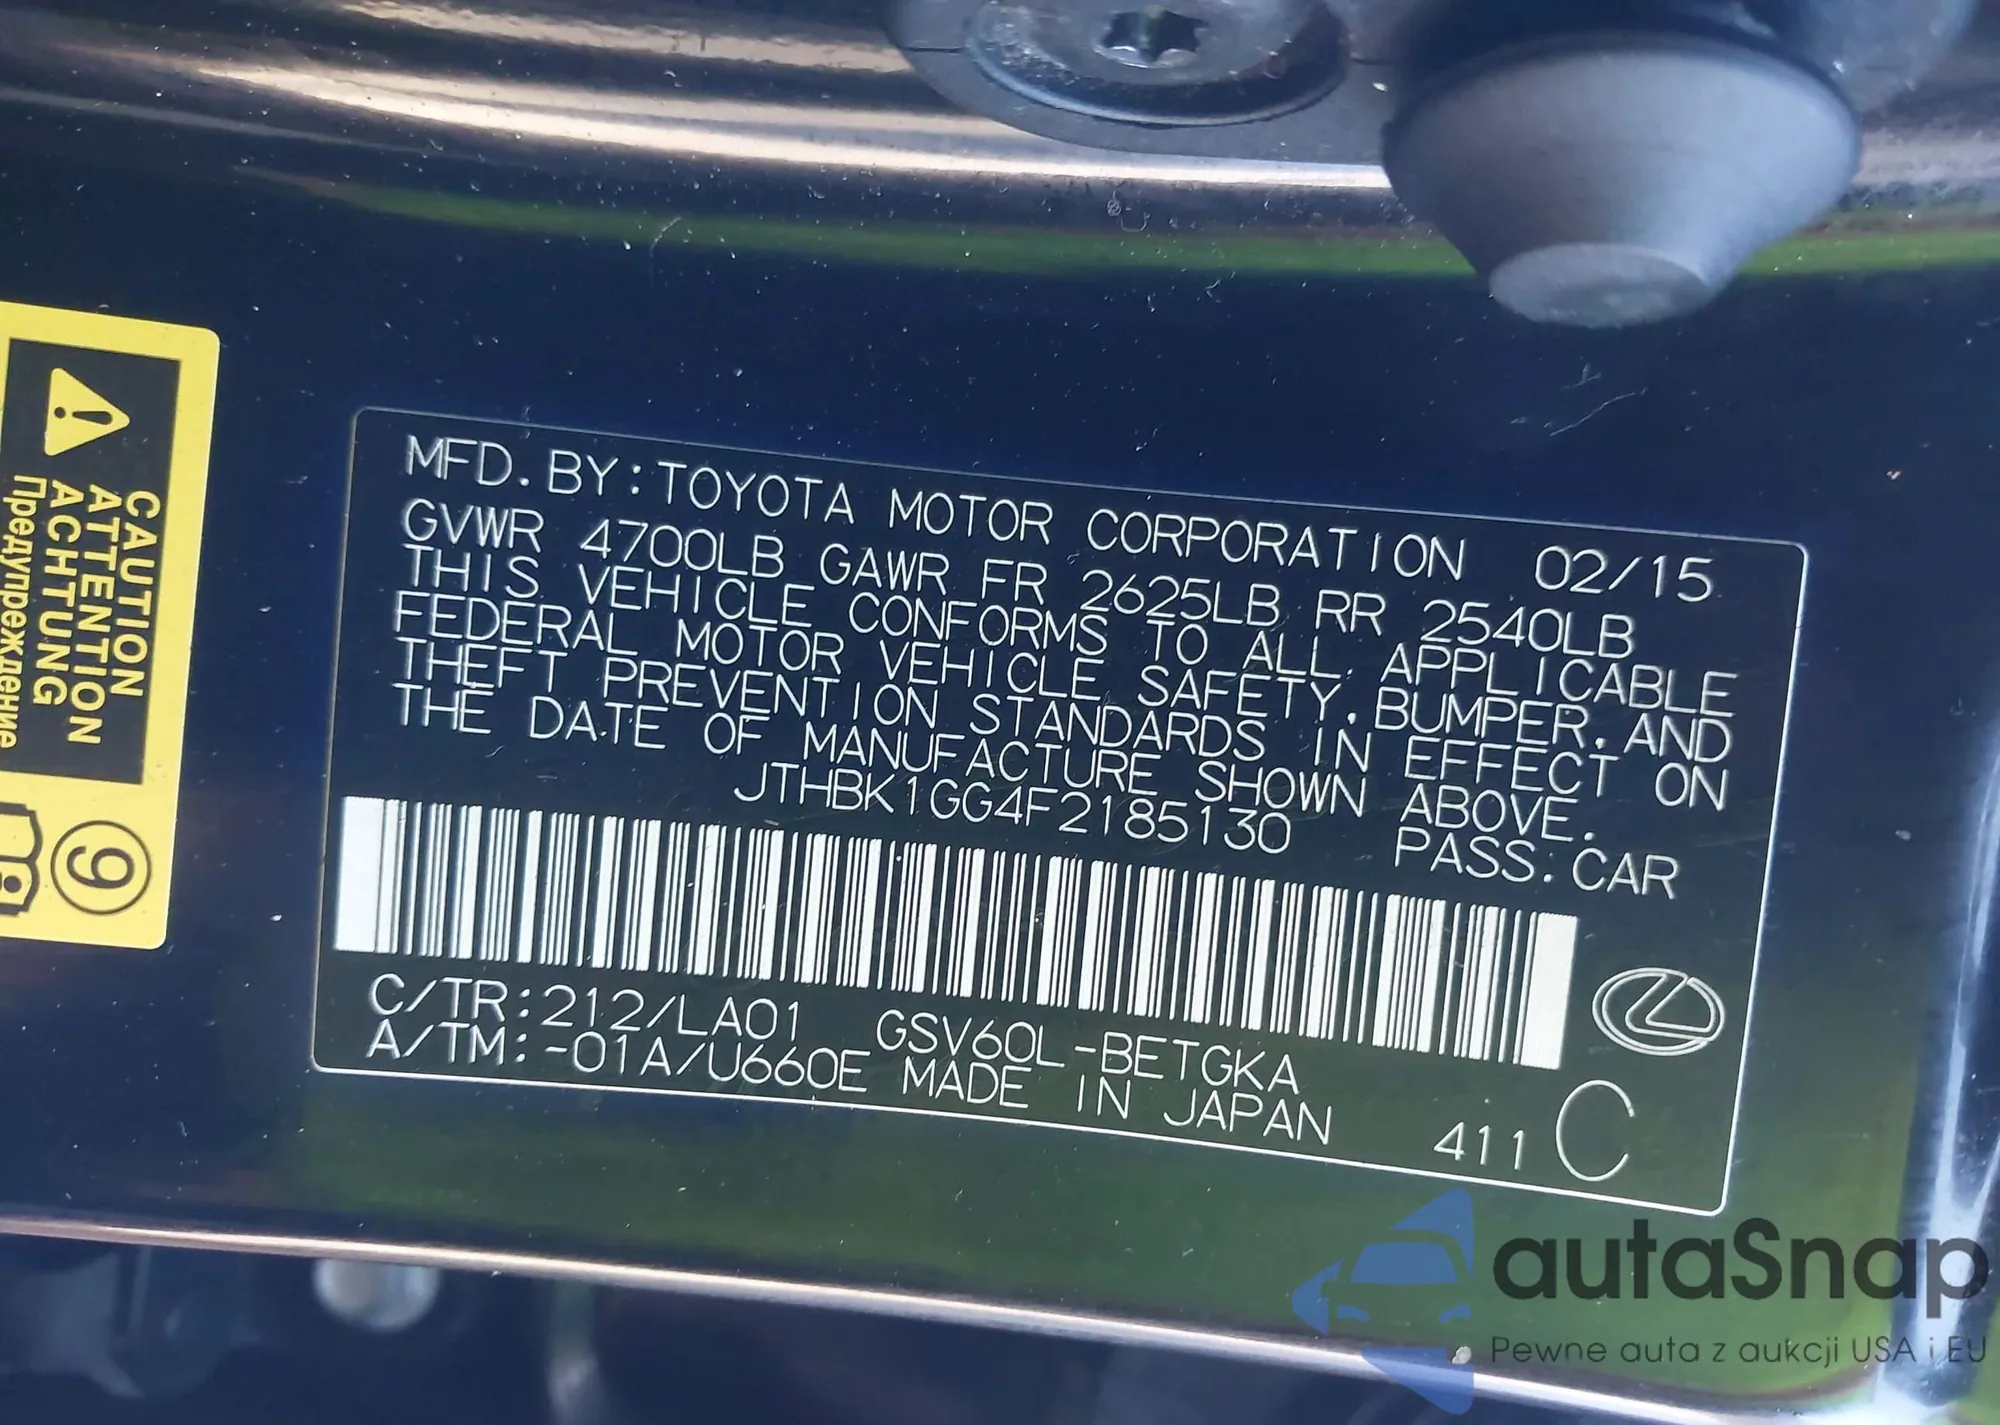 MFD. BY: TOYOTA MOTOR CORPORATION 02/15
GVWR 4700LB GAWR FR 2625LB RR 2540LB
THIS VEHICLE CONFORMS TO ALL APPLICABLE
FEDERAL MOTOR VEHICLE SAFETY, BUMPER, AND
THEFT PREVENTION STANDARDS IN EFFECT ON
THE DATE OF MANUFACTURE SHOWN ABOVE.
JTHBK1GG4F2185130 PASS. CAR
C/TR: 212/LA01 GSV60L-BETGKA
A/TM: -01A/U660E MADE IN JAPAN 411 C
CAUTION
ATTENTION
ACHTUNG
Предупреждение
9
autaSnap
Pewne auta z aukcji USA i EU